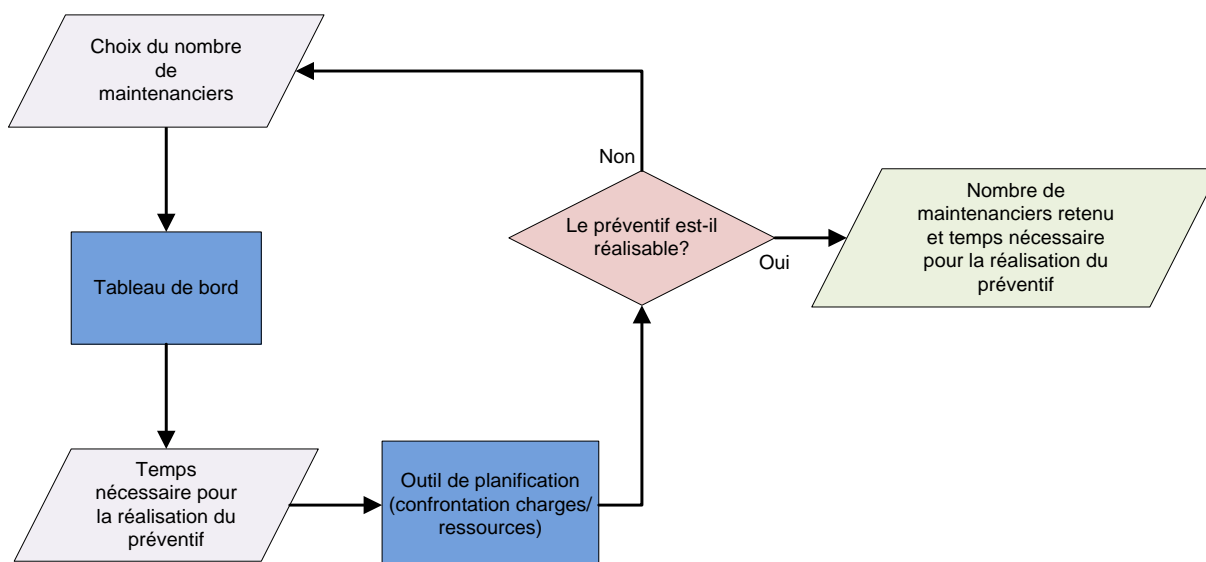 Choix du nombre
de
maintenanciers
Tableau de bord
Temps
nécessaire pour
la réalisation du
préventif
Outil de planification
(confrontation charges/
ressources)
Non
Le préventif est-il
réalisable?
Oui
Nombre de
maintenanciers retenu
et temps nécessaire
pour la réalisation du
préventif